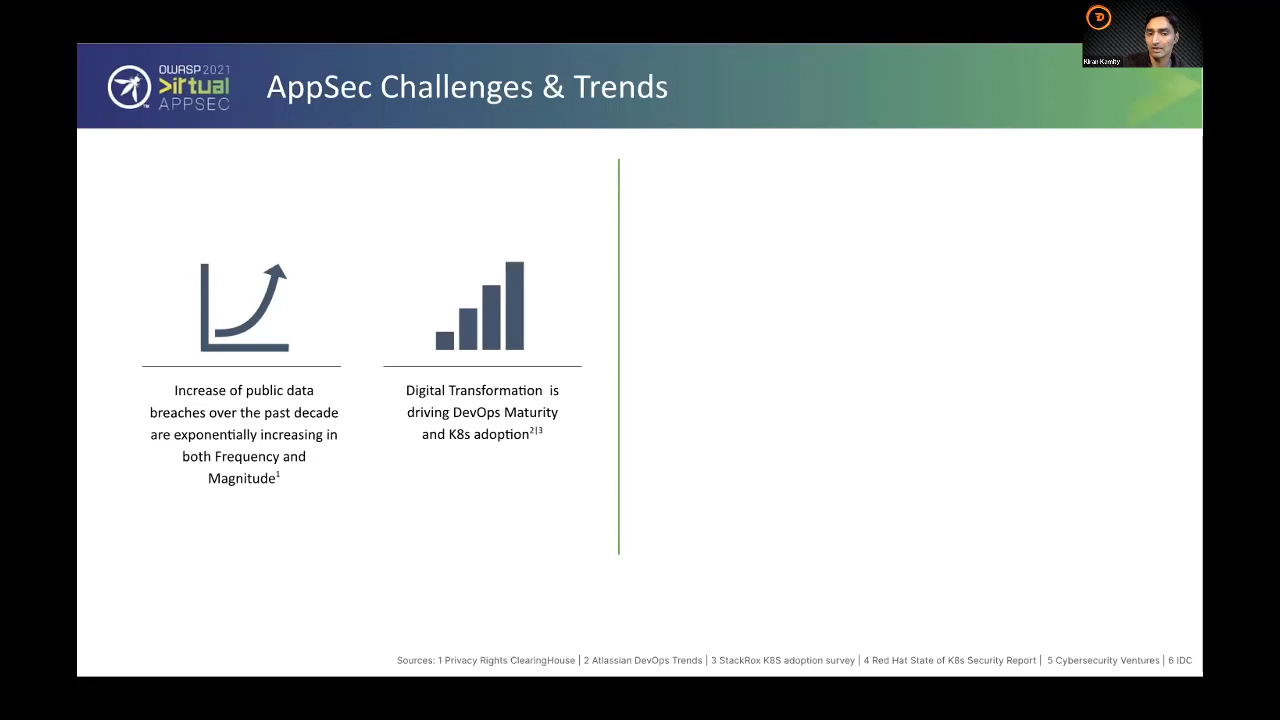 Kiran Kamity
OWASP 2021
>irtual
APPSEC
AppSec Challenges & Trends
Increase of public data
breaches over the past decade
are exponentially increasing in
both Frequency and
Magnitude1
Digital Transformation is
driving DevOps Maturity
and K8s adoption2|3
Sources: 1 Privacy Rights ClearingHouse | 2 Atlassian DevOps Trends | 3 StackRox K8S adoption survey | 4 Red Hat State of K8s Security Report | 5 Cybersecurity Ventures | 6 IDC